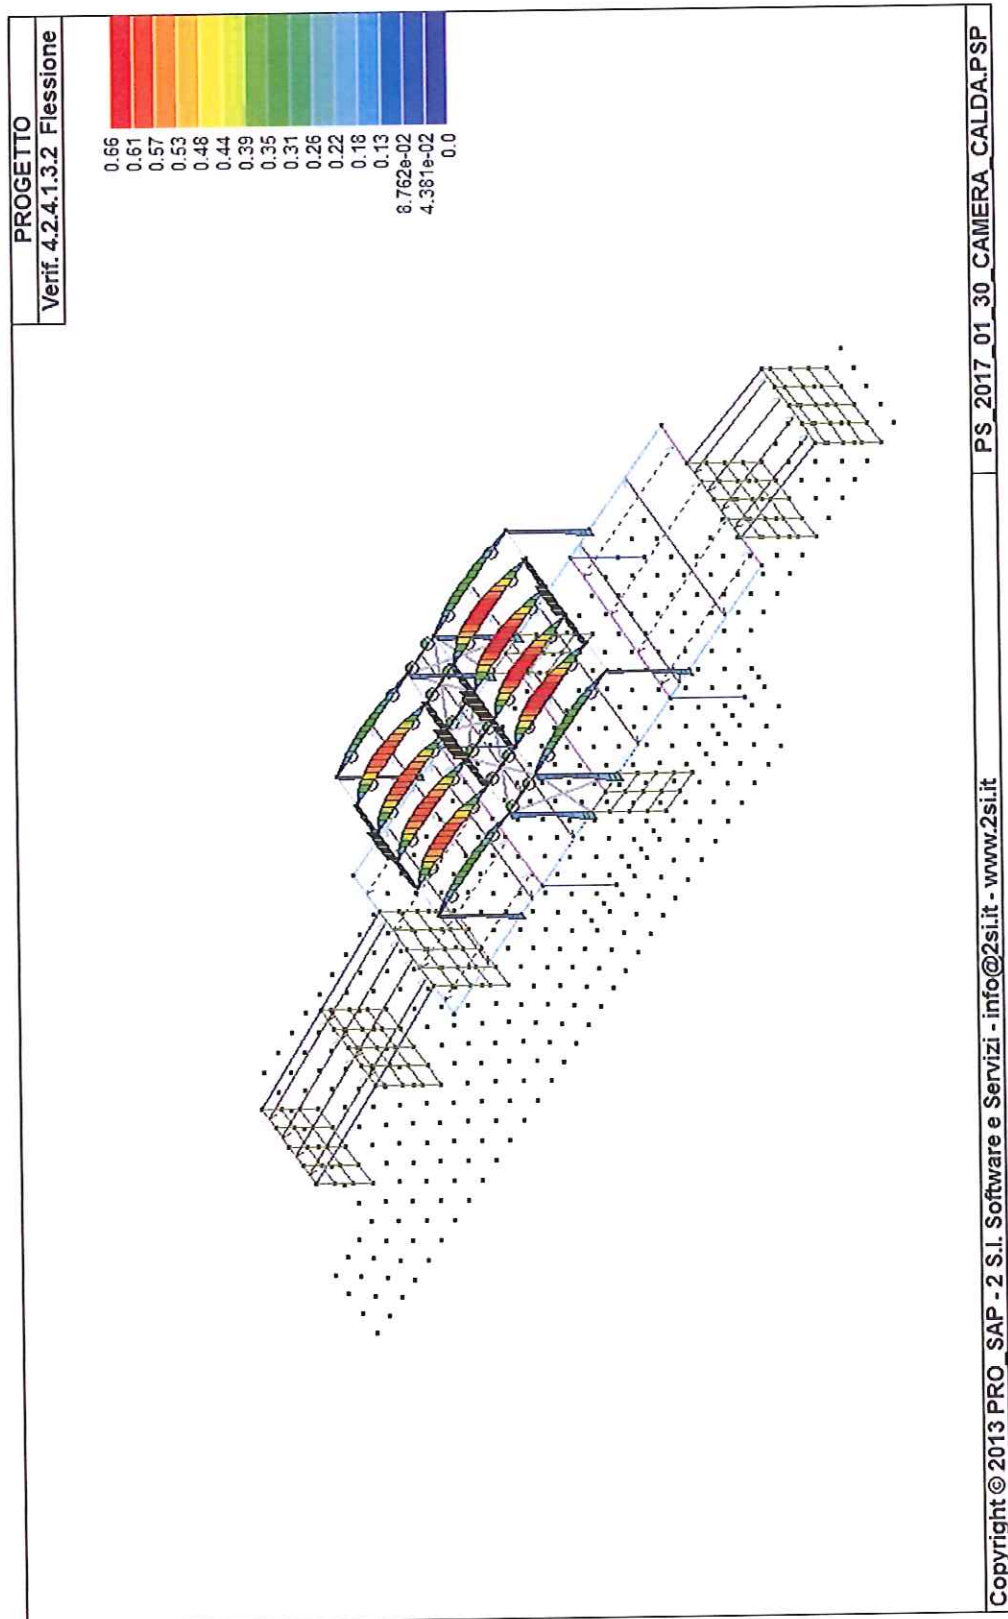 PROGETTO
Verif. 4.2.4.1.3.2 Flessione
0.66
0.61
0.57
0.53
0.48
0.44
0.39
0.35
0.31
0.26
0.22
0.18
0.13
8.762e-02
4.381e-02
0.0
Copyright © 2013 PRO_SAP - 2 S.I. Software e Servizi - info@2si.it - www.2si.it
PS_2017_01_30_CAMERA_CALDA.PSP